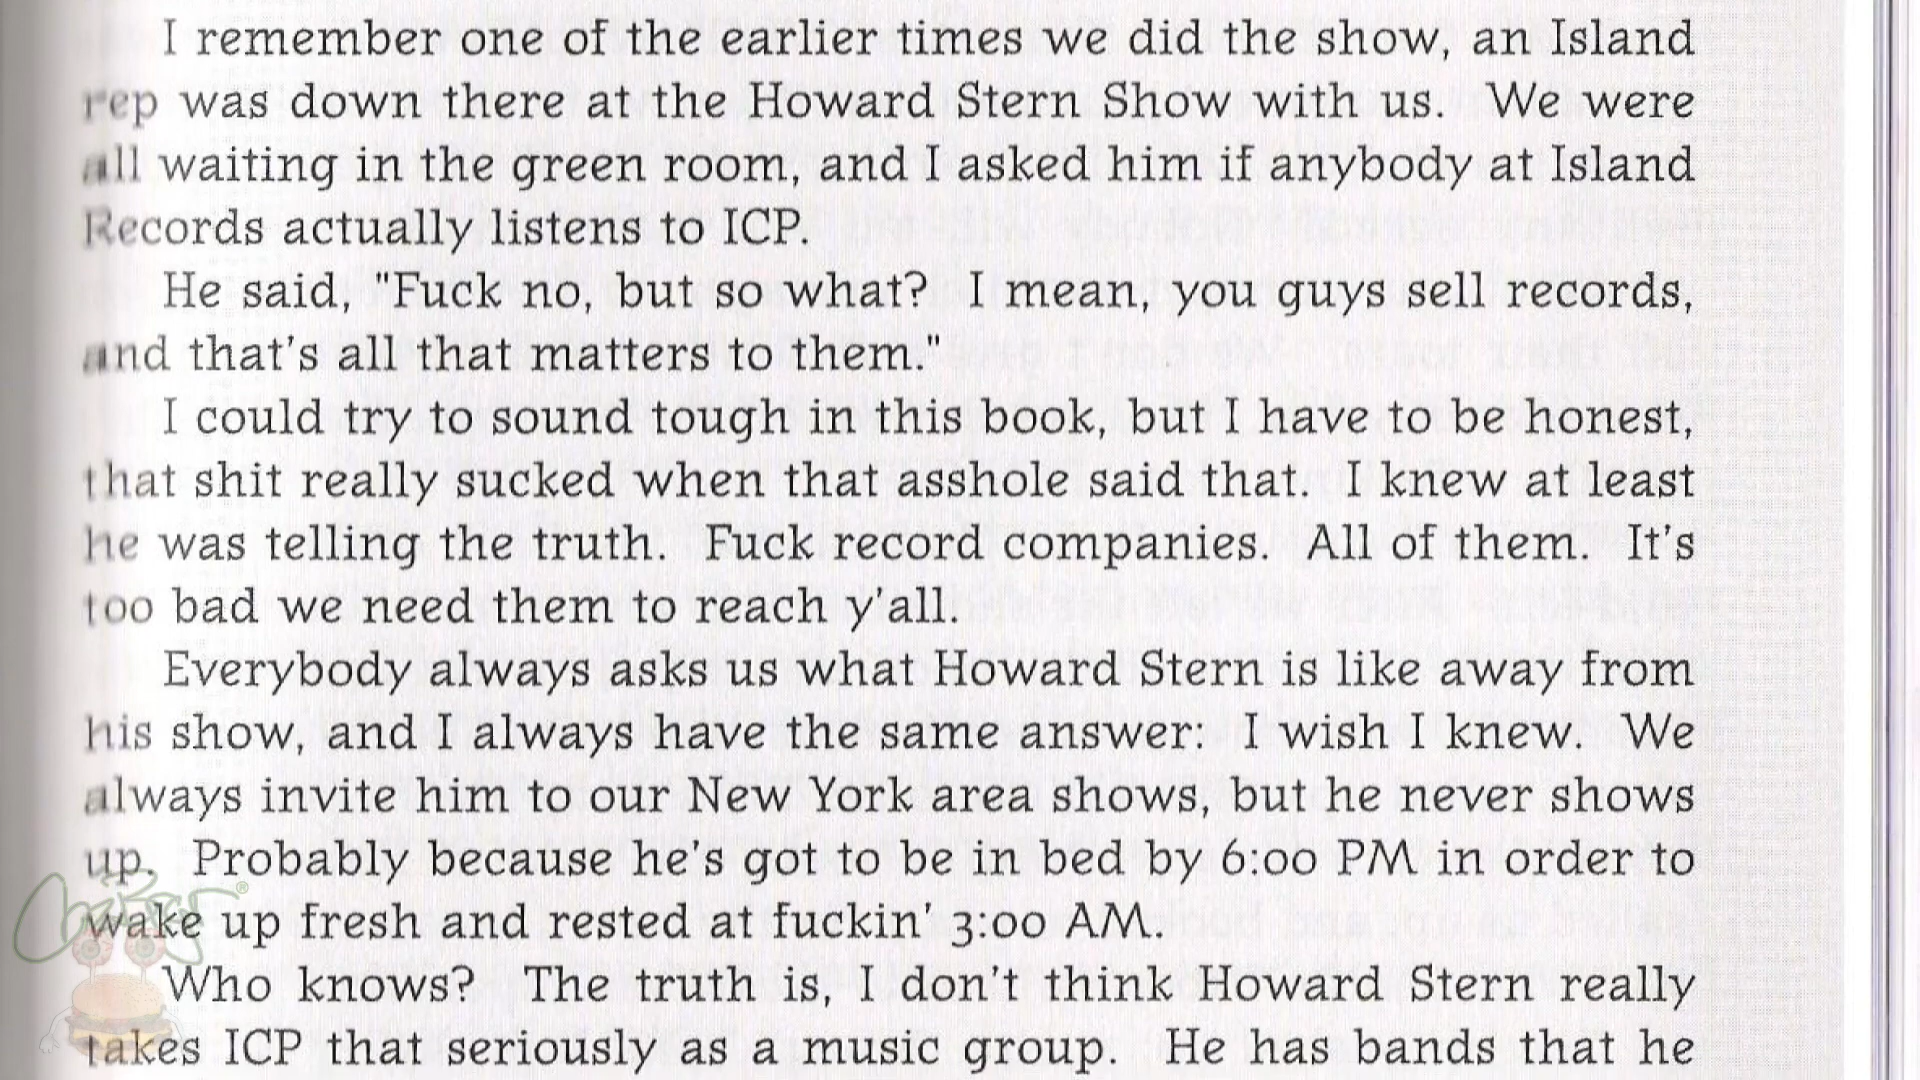 I remember one of the earlier times we did the show, an Island
rep was down there at the Howard Stern Show with us. We were
all waiting in the green room, and I asked him if anybody at Island
Records actually listens to ICP.
He said, "Fuck no, but so what? I mean, you guys sell records,
and that's all that matters to them."
I could try to sound tough in this book, but I have to be honest,
that shit really sucked when that asshole said that. I knew at least
he was telling the truth. Fuck record companies. All of them. It's
too bad we need them to reach y'all.
Everybody always asks us what Howard Stern is like away from
his show, and I always have the same answer: I wish I knew. We
always invite him to our New York area shows, but he never shows
up. Probably because he's got to be in bed by 6:00 PM in order to
wake up fresh and rested at fuckin' 3:00 AM.
Who knows? The truth is, I don't think Howard Stern really
takes ICP that seriously as a music group. He has bands that he